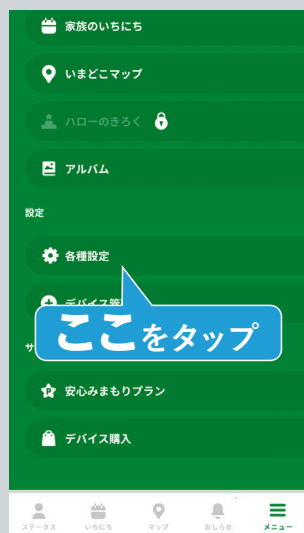 家族のいちにち
いまどこマップ
ハローのきろく
アルバム
設定
各種設定
デバイス管
ここをタップ
サ
安心みまもりプラン
デバイス購入
ステータス いちにち マップ おしらせ メニュー